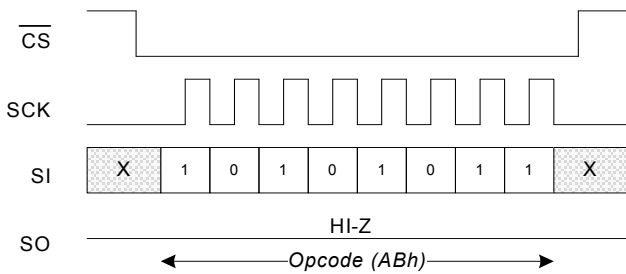 CS
SCK
SI X 1 0 1 0 1 0 1 1 X
HI-Z
SO
Opcode (ABh)